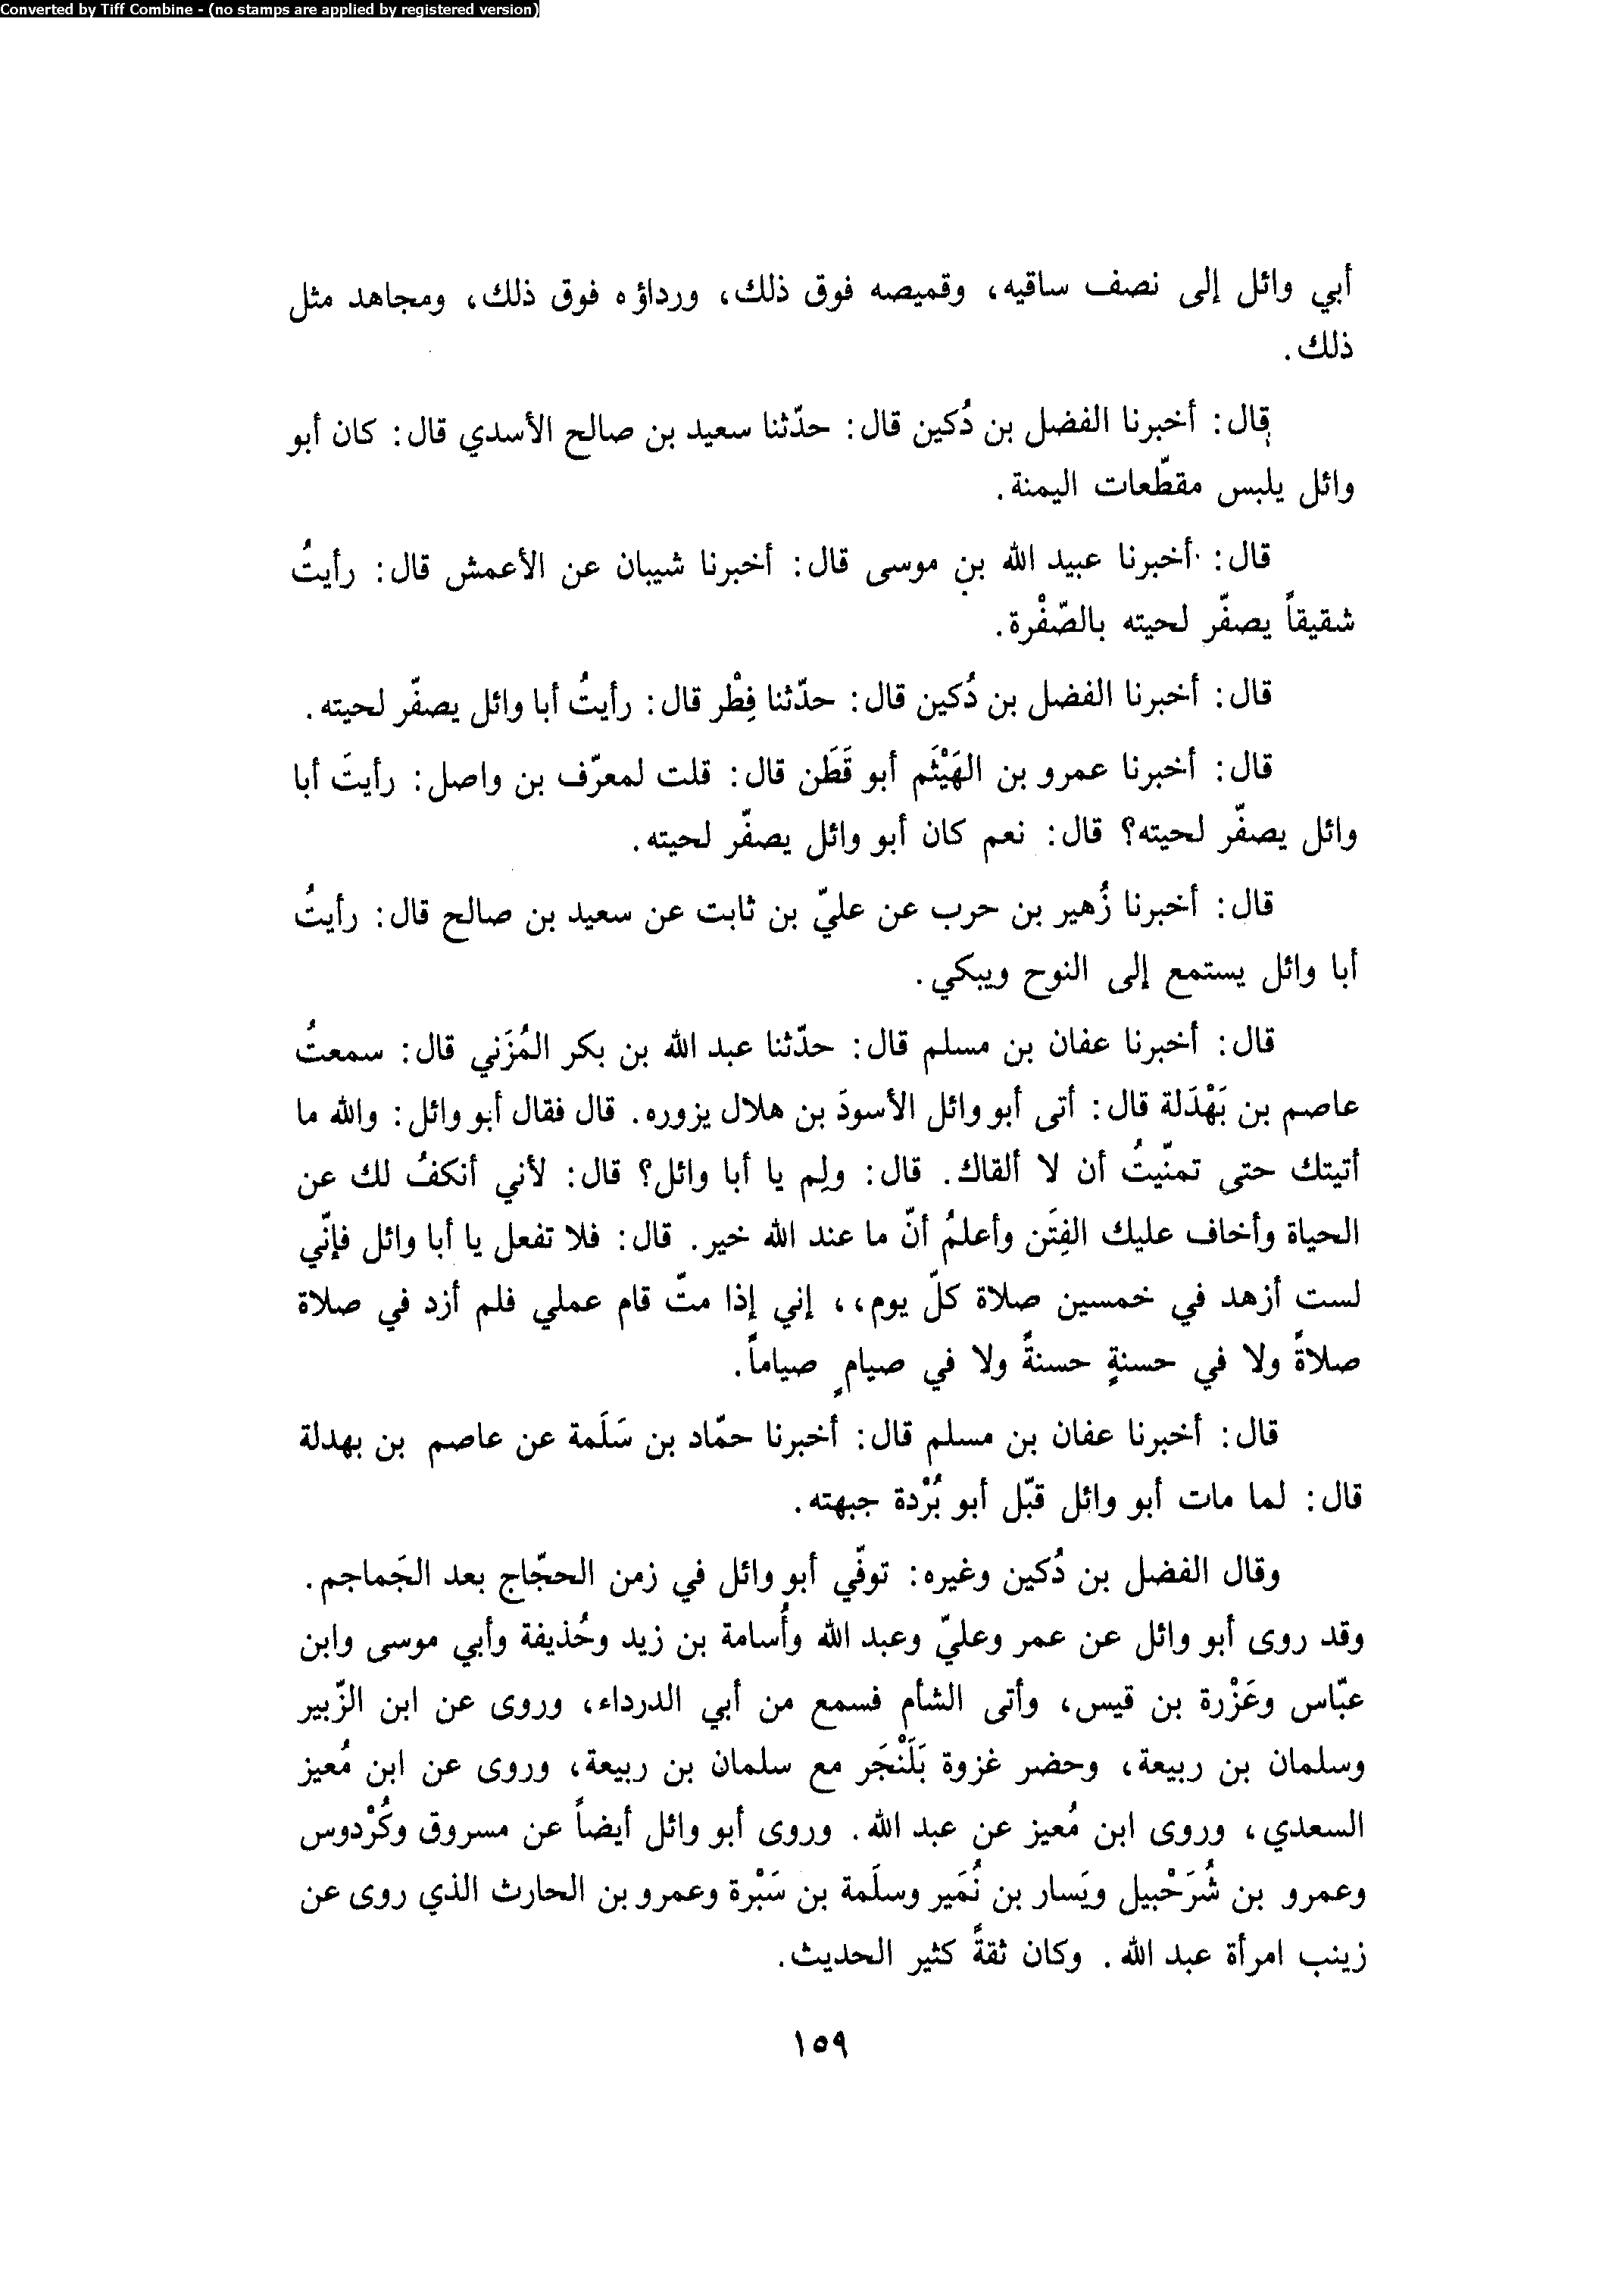 Converted by Tiff Combine - (no stamps are applied by registered version)
أبي وائل إلى نصف ساقيه، وقميصه فوق ذلك، ورداؤه فوق ذلك، ومجاهد مثل
ذلك.
قال: أخبرنا الفضل بن دُكين قال: حدّثنا سعيد بن صالح الأسدي قال: كان أبو
وائل يلبس مقطّعات اليمنة.
قال: أخبرنا عبيد الله بن موسى قال: أخبرنا شيبان عن الأعمش قال: رأيتُ
شقيقاً يصفّر لحيته بالصّفْرة.
قال: أخبرنا الفضل بن دُكين قال: حدّثنا فِطْر قال: رأيتُ أبا وائل يصفّر لحيته.
قال: أخبرنا عمرو بن الهَيْثَم أبو قَطَن قال: قلت لمعرّف بن واصل: رأيتَ أبا
وائل يصفّر لحيته؟ قال: نعم كان أبو وائل يصفّر لحيته.
قال: أخبرنا زُهير بن حرب عن عليّ بن ثابت عن سعيد بن صالح قال: رأيتُ
أبا وائل يستمع إلى النوح ويبكي.
قال: أخبرنا عفان بن مسلم قال: حدّثنا عبد الله بن بكر المُزَني قال: سمعتُ
عاصم بن بَهْدَلة قال: أتى أبو وائل الأسودَ بن هلال يزوره. قال فقال أبو وائل: والله ما
أتيتك حتى تمنّيتُ أن لا ألقاك. قال: ولِم يا أبا وائل؟ قال: لأني أنكفُ لك عن
الحياة وأخاف عليك الفِتَن وأعلمُ أنّ ما عند الله خير. قال: فلا تفعل يا أبا وائل فإنّي
لست أزهد في خمسين صلاة كلّ يوم،، إني إذا متّ قام عملي فلم أزد في صلاة
صلاةً ولا في حسنةٍ حسنةً ولا في صيامٍ صياماً.
قال: أخبرنا عفان بن مسلم قال: أخبرنا حمّاد بن سَلَمة عن عاصم بن بهدلة
قال: لما مات أبو وائل قبّل أبو بُرْدة جبهته.
وقال الفضل بن دُكين وغيره: توفّي أبو وائل في زمن الحجّاج بعد الجَماجم.
وقد روى أبو وائل عن عمر وعليّ وعبد الله وأُسامة بن زيد وحُذيفة وأبي موسى وابن
عبّاس وعَزْرة بن قيس، وأتى الشأم فسمع من أبي الدرداء، وروى عن ابن الزّبير
وسلمان بن ربيعة، وحضر غزوة بَلَنْجَر مع سلمان بن ربيعة، وروى عن ابن مُعيز
السعدي، وروى ابن مُعيز عن عبد الله. وروى أبو وائل أيضاً عن مسروق وكُرْدوس
وعمرو بن شُرَحْبيل ويَسار بن نُمَير وسلَمة بن سَبْرة وعمرو بن الحارث الذي روى عن
زينب امرأة عبد الله. وكان ثقةً كثير الحديث.
١٥٩